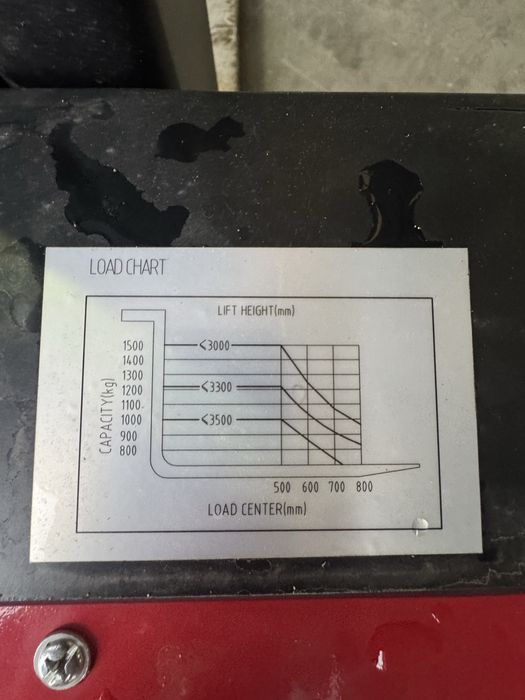 LOAD CHART
LIFT HEIGHT(mm)
1500
1400
1300
1200
1100
1000
900
800
CAPACITY(kg)
⩽3000
⩽3300
⩽3500
500 600 700 800
LOAD CENTER(mm)